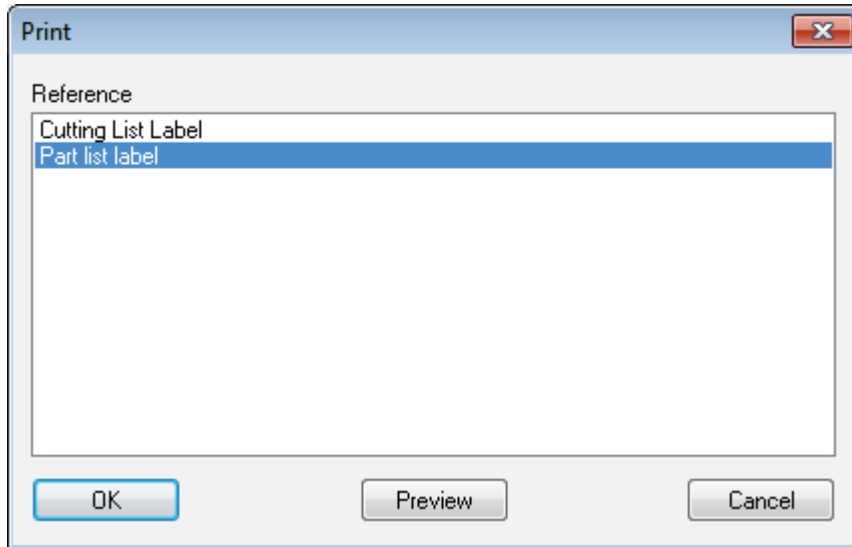 Print
Reference
Cutting List Label
Part list label
OK Preview Cancel